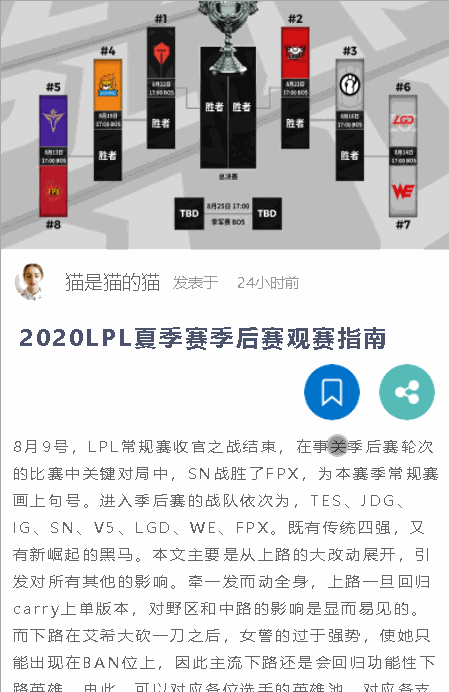 #1
#2
#4
#3
#5
#6
8月22日
17:00 BO5
8月23日
17:00 BO5
胜者
胜者
8月19日
17:00 BO5
胜者
胜者
8月16日
17:00 BO5
LGD
胜者
胜者
8月13日
17:00 BO5
8月14日
17:00 BO5
总决赛
FPX
WE
TBD
8月25日 17:00
季军赛 BO5
TBD
#8
#7
猫是猫的猫 发表于 24小时前
2020LPL夏季赛季后赛观赛指南
8月9号，LPL常规赛收官之战结束，在事关季后赛轮次
的比赛中关键对局中，SN战胜了FPX，为本赛季常规赛
画上句号。进入季后赛的战队依次为，TES、JDG、
IG、SN、V5、LGD、WE、FPX。既有传统四强，又
有新崛起的黑马。本文主要是从上路的大改动展开，引
发对所有其他的影响。牵一发而动全身，上路一旦回归
carry上单版本，对野区和中路的影响是显而易见的。
而下路在艾希大砍一刀之后，女警的过于强势，使她只
能出现在BAN位上，因此主流下路还是会回归功能性下
路英雄，由此，可以对应各位选手的英雄池，对应各支